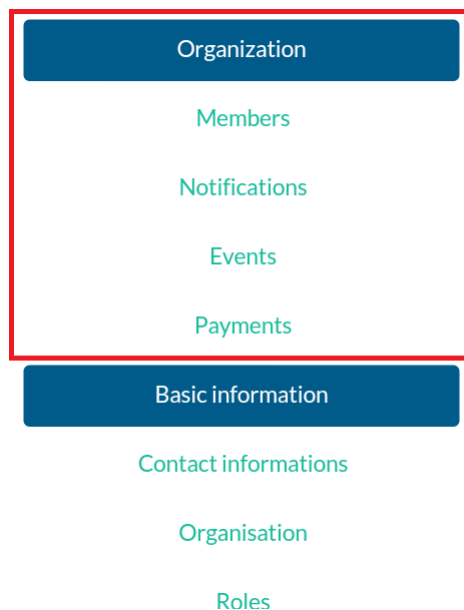 Organization
Members
Notifications
Events
Payments
Basic information
Contact informations
Organisation
Roles